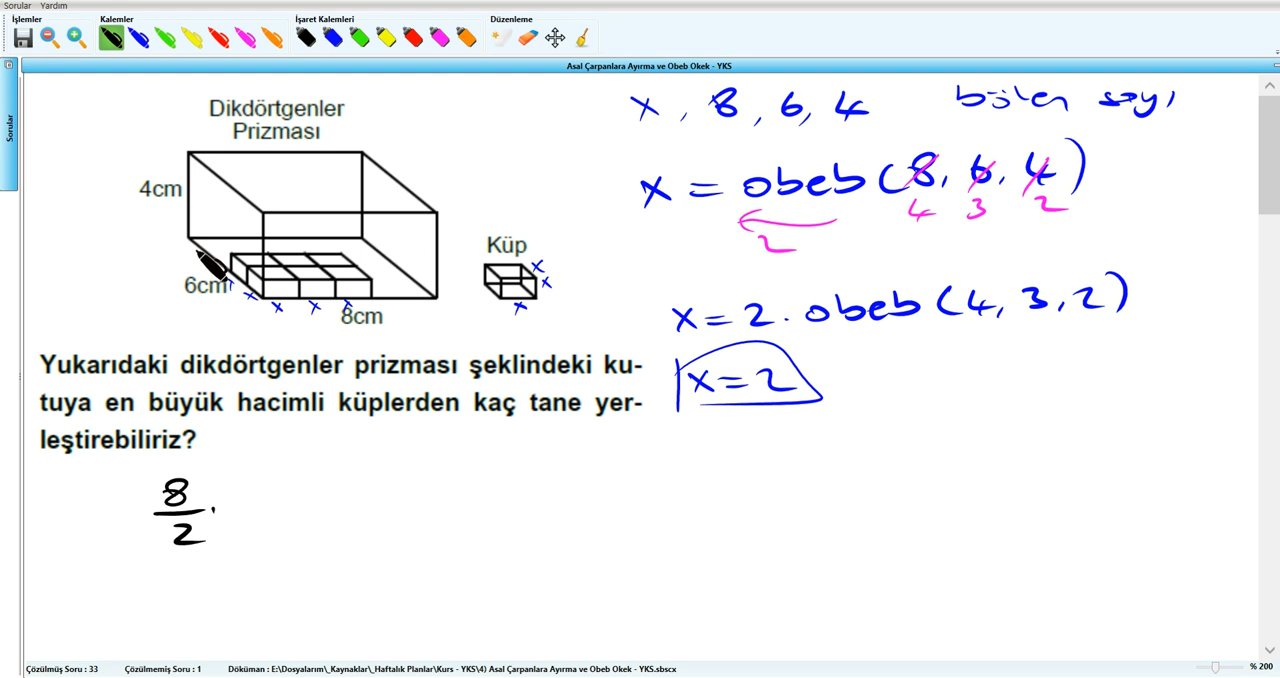 Sorular Yardım
İşlemler Kalemler İşaret Kalemleri Düzenleme
Asal Çarpanlara Ayırma ve Obeb Okek - YKS
Sorular
Dikdörtgenler
Prizması
4cm
6cm
8cm
Küp
x x x
x x x x x
x , 8 , 6 , 4 bölen sayı
x = obeb ( 8 , 6 , 4 )
2 4 3 2
x = 2 . obeb ( 4 , 3 , 2 )
x = 2
Yukarıdaki dikdörtgenler prizması şeklindeki ku-
tuya en büyük hacimli küplerden kaç tane yer-
leştirebiliriz?
8
2 .
Çözülmüş Soru : 33 Çözülmemiş Soru : 1 Döküman : E:\Dosyalarım\_Kaynaklar\_Haftalık Planlar\Kurs - YKS\4) Asal Çarpanlara Ayırma ve Obeb Okek - YKS.sbscx % 200